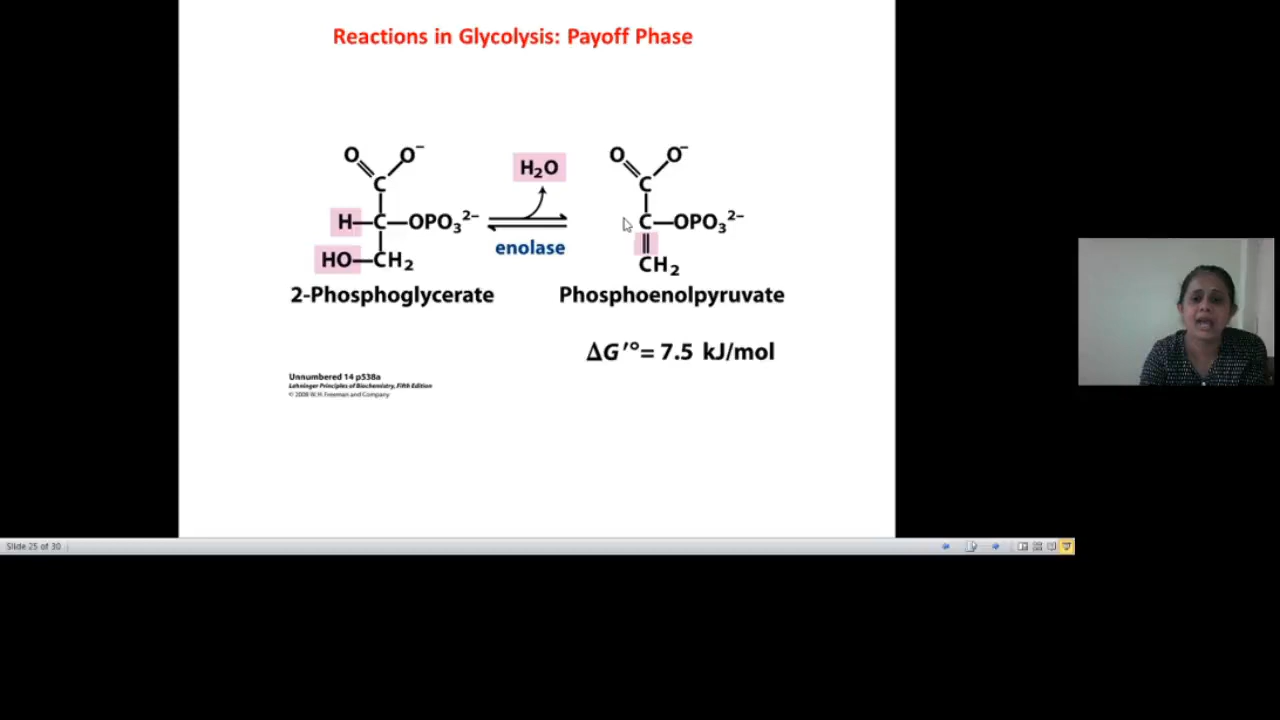 Reactions in Glycolysis: Payoff Phase
O O⁻ O O⁻
H₂O
C C
H—C—OPO₃²⁻ C—OPO₃²⁻
enolase
HO—CH₂ CH₂
2-Phosphoglycerate Phosphoenolpyruvate
ΔG′°= 7.5 kJ/mol
Unnumbered 14 p538a
Lehninger Principles of Biochemistry, Fifth Edition
© 2008 W.H. Freeman and Company
Slide 25 of 30